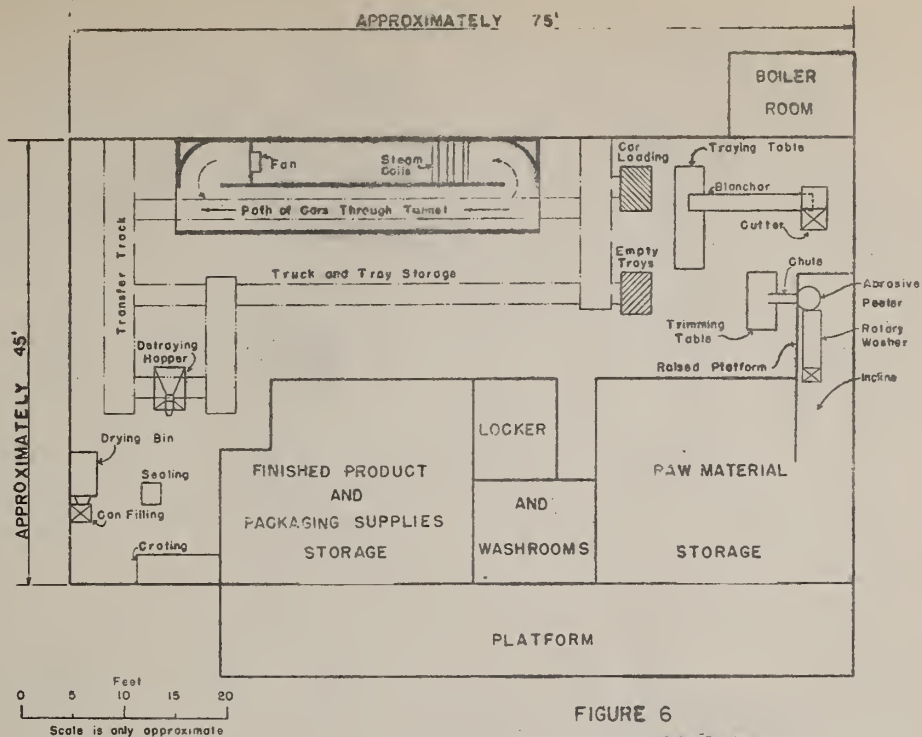 APPROXIMATELY 75'
BOILER
ROOM
Fan
Steam
Coils
Path of Cars Through Tunnel
Car
Loading
Traying Table
Blancher
Cutter
Transfer Track
Truck and Tray Storage
Empty
Trays
Chute
Abrasive
Peeler
Trimming
Table
Rotary
Washer
Raised Platform
Incline
APPROXIMATELY 45'
Detraying
Hopper
Drying Bin
Sealing
Can Filling
Crating
FINISHED PRODUCT
AND
PACKAGING SUPPLIES
STORAGE
LOCKER
AND
WASHROOMS
RAW MATERIAL
STORAGE
PLATFORM
Feet
0 5 10 15 20
Scale is only approximate
FIGURE 6